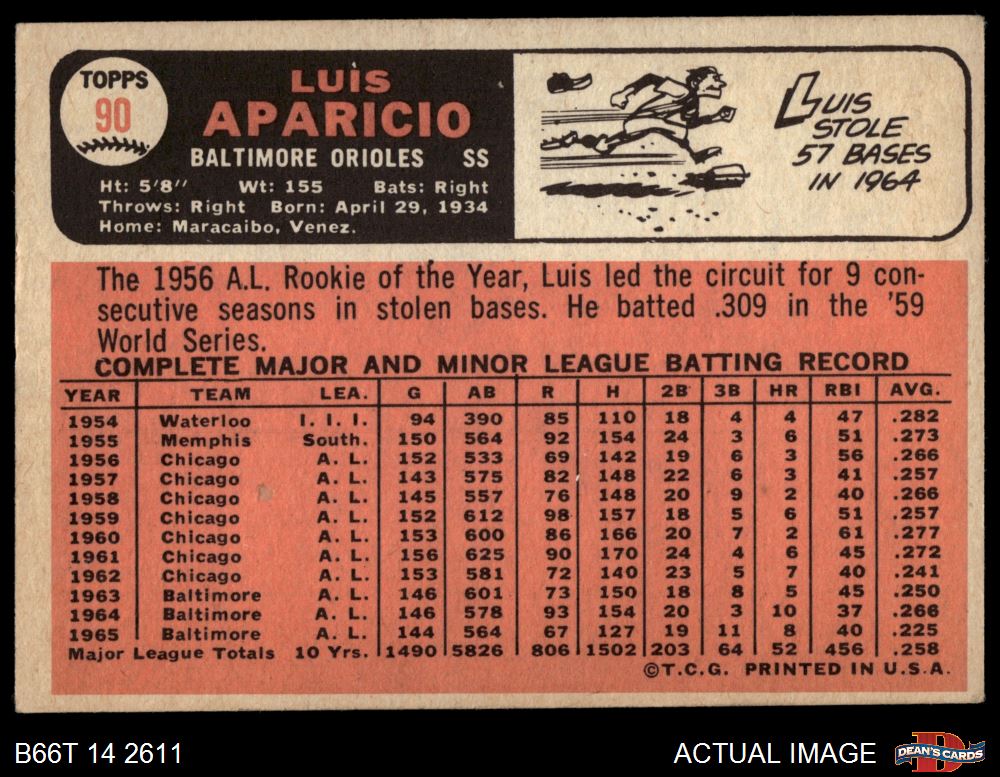 TOPPS
90
LUIS
APARICIO
BALTIMORE ORIOLES SS
Ht: 5'8" Wt: 155 Bats: Right
Throws: Right Born: April 29, 1934
Home: Maracaibo, Venez.
LUIS
STOLE
57 BASES
IN 1964
The 1956 A.L. Rookie of the Year, Luis led the circuit for 9 con-
secutive seasons in stolen bases. He batted .309 in the '59
World Series.
COMPLETE MAJOR AND MINOR LEAGUE BATTING RECORD
YEAR TEAM LEA. G AB R H 2B 3B HR RBI AVG.
1954 Waterloo I. I. I. 94 390 85 110 18 4 4 47 .282
1955 Memphis South. 150 564 92 154 24 3 6 51 .273
1956 Chicago A. L. 152 533 69 142 19 6 3 56 .266
1957 Chicago A. L. 143 575 82 148 22 6 3 41 .257
1958 Chicago A. L. 145 557 76 148 20 9 2 40 .266
1959 Chicago A. L. 152 612 98 157 18 5 6 51 .257
1960 Chicago A. L. 153 600 86 166 20 7 2 61 .277
1961 Chicago A. L. 156 625 90 170 24 4 6 45 .272
1962 Chicago A. L. 153 581 72 140 23 5 7 40 .241
1963 Baltimore A. L. 146 601 73 150 18 8 5 45 .250
1964 Baltimore A. L. 146 578 93 154 20 3 10 37 .266
1965 Baltimore A. L. 144 564 67 127 19 11 8 40 .225
Major League Totals 10 Yrs. 1490 5826 806 1502 203 64 52 456 .258
©T.C.G. PRINTED IN U.S.A.
B66T 14 2611 ACTUAL IMAGE
D
DEAN'S CARDS